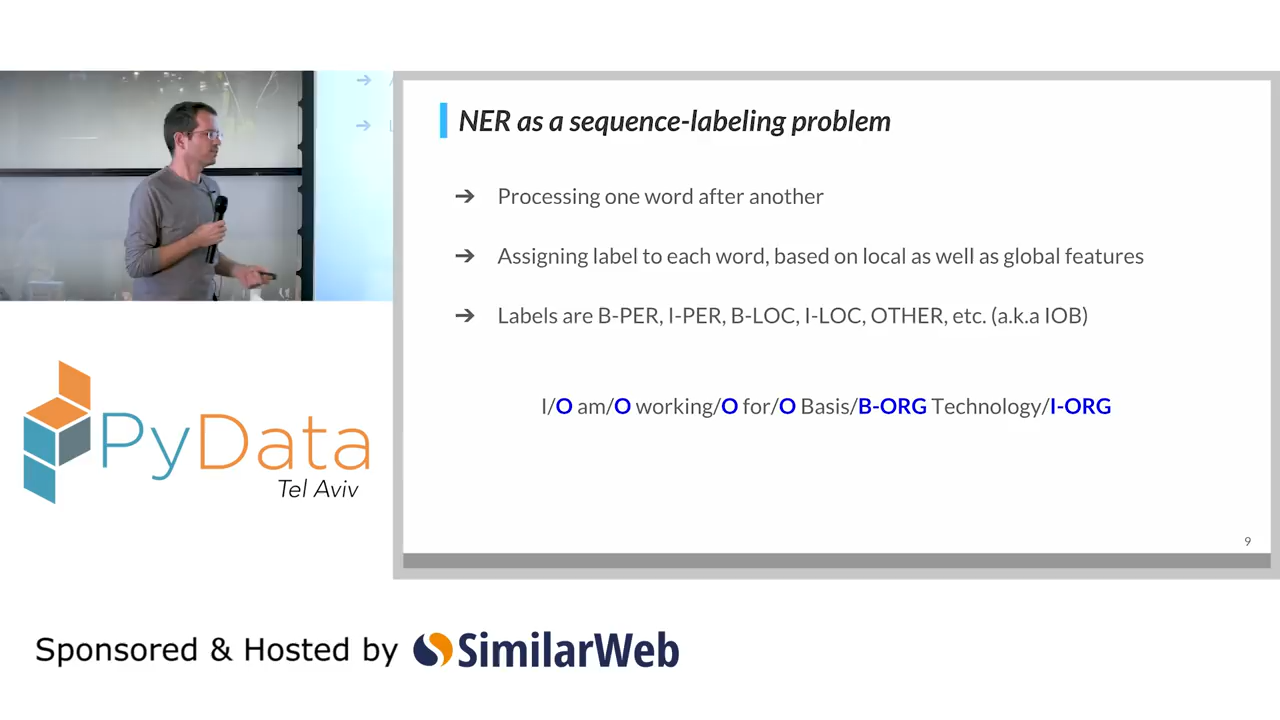 NER as a sequence-labeling problem
➔ Processing one word after another
➔ Assigning label to each word, based on local as well as global features
➔ Labels are B-PER, I-PER, B-LOC, I-LOC, OTHER, etc. (a.k.a IOB)
I/O am/O working/O for/O Basis/B-ORG Technology/I-ORG
9
PyData
Tel Aviv
Sponsored & Hosted by SimilarWeb